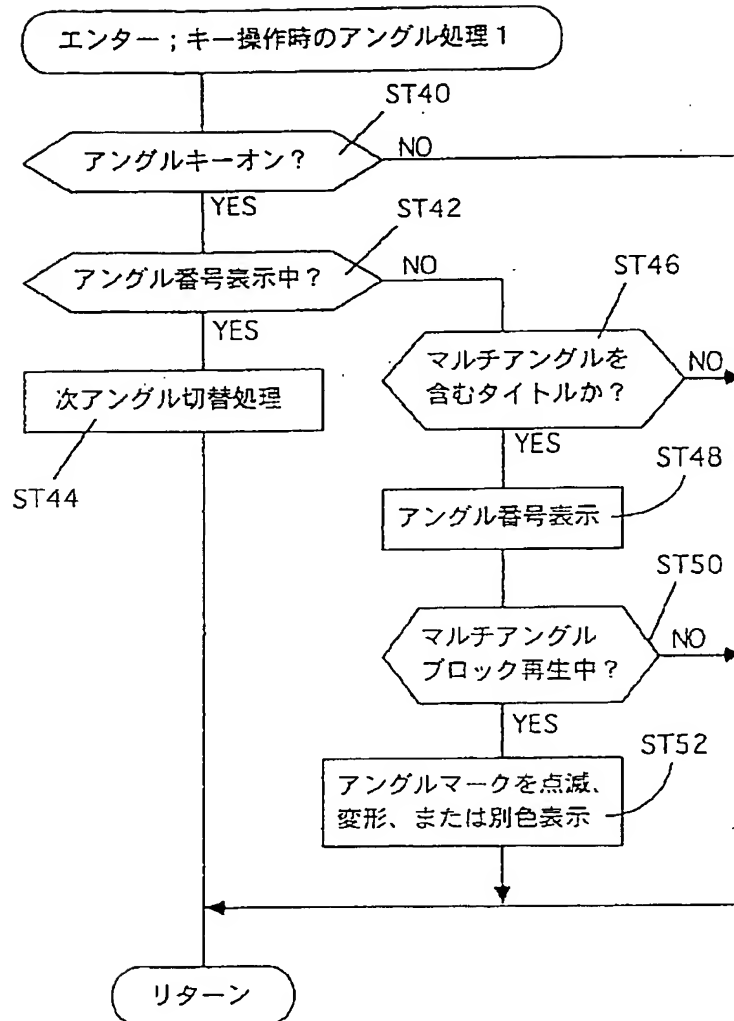 エンター；キー操作時のアングル処理1
ST40
アングルキーオン？
NO
YES
ST42
アングル番号表示中？
NO
YES
ST46
マルチアングルを
含むタイトルか？
NO
YES
次アングル切替処理
ST44
ST48
アングル番号表示
ST50
マルチアングル
ブロック再生中？
NO
YES
ST52
アングルマークを点滅、
変形、または別色表示
リターン